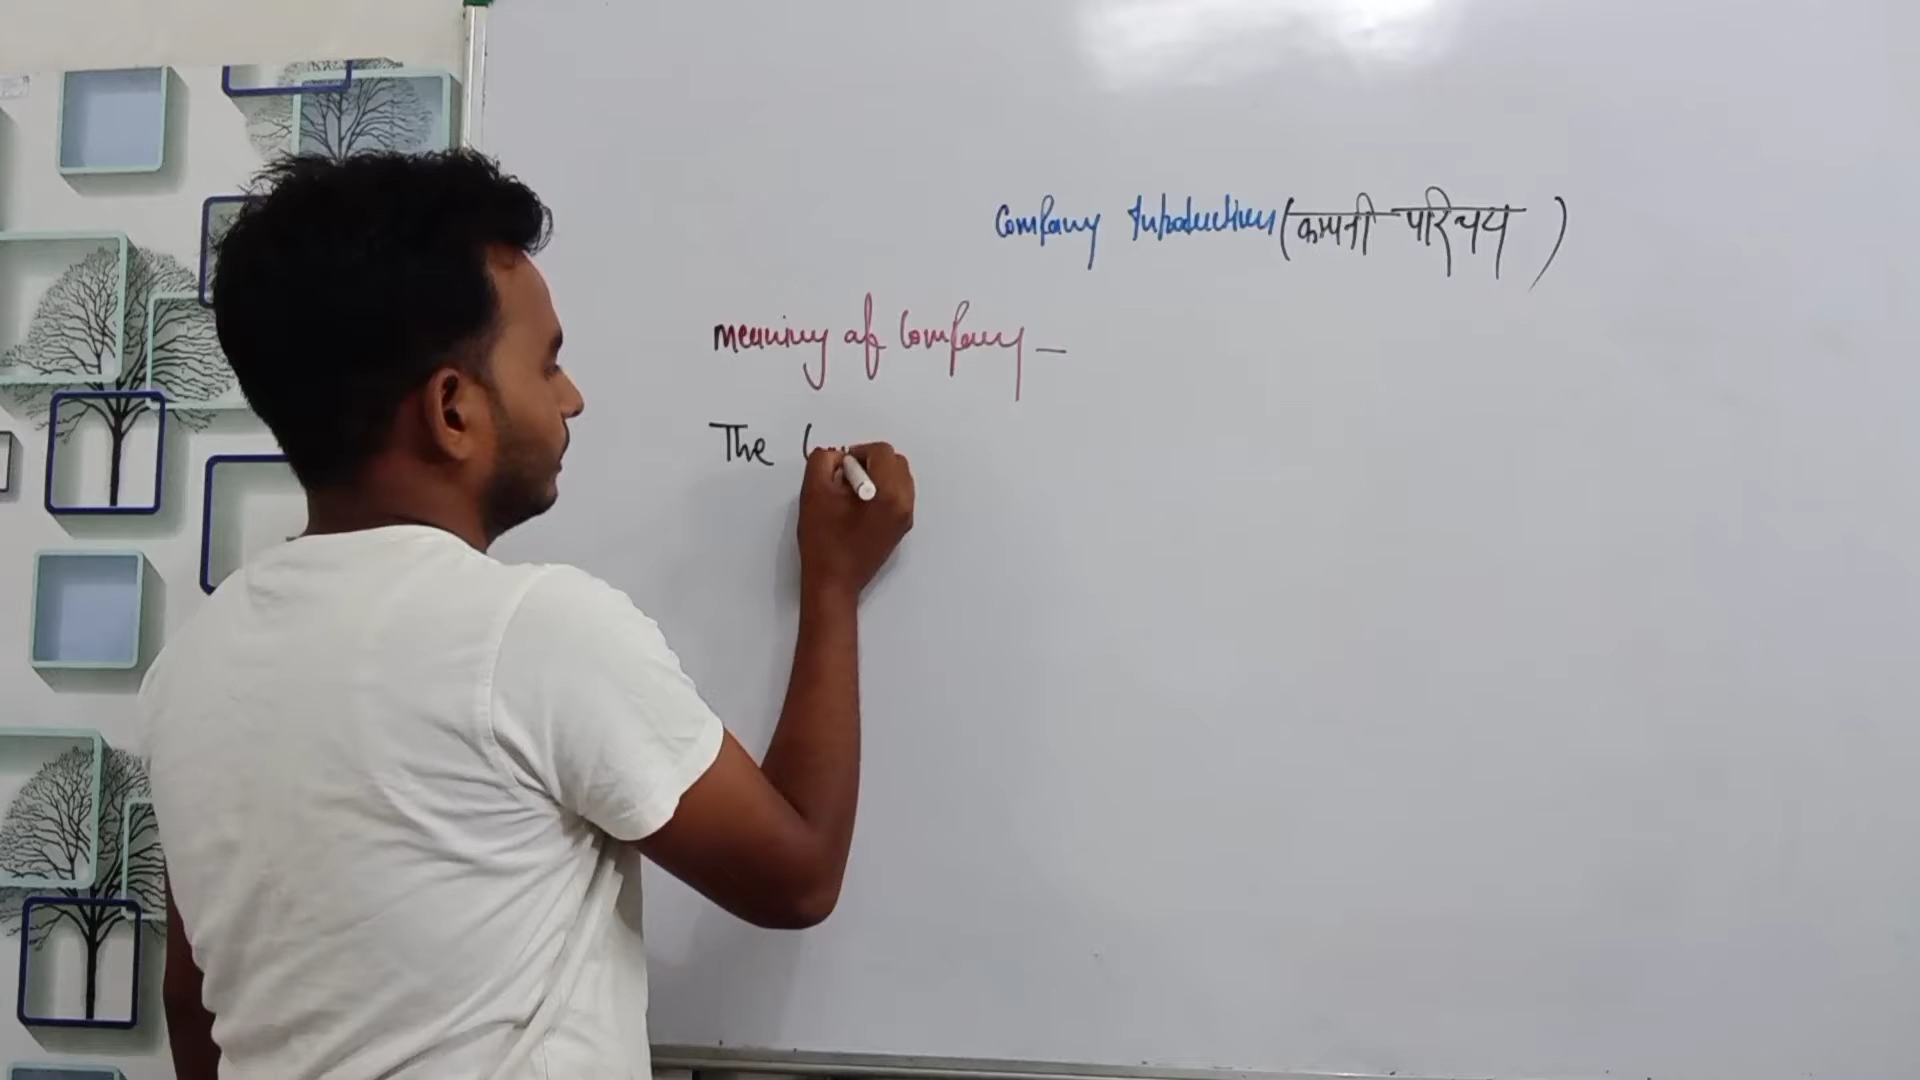 Company Introduction (कम्पनी परिचय )
Meaning of Company –
The